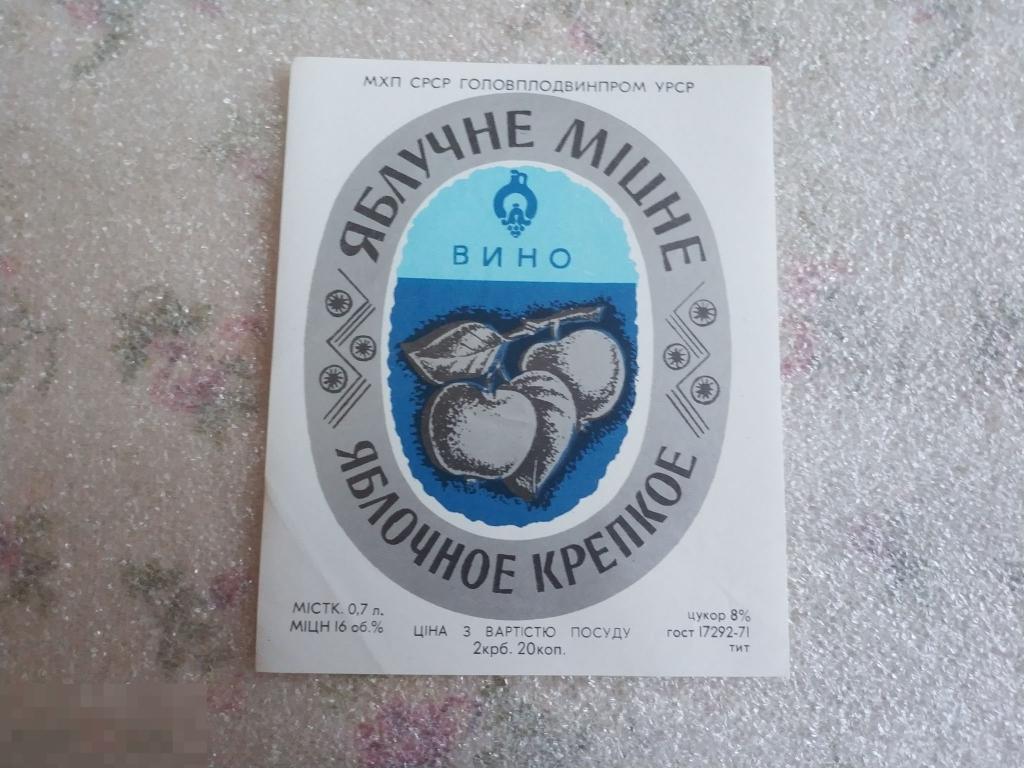 МХП СРСР ГОЛОВПЛОДВИНПРОМ УРСР
ЯБЛУЧНЕ МІЦНЕ
ВИНО
ЯБЛОЧНОЕ КРЕПКОЕ
МІСТК. 0,7 л.
МІЦН 16 об.%
ЦІНА З ВАРТІСТЮ ПОСУДУ
2крб. 20коп.
цукор 8%
гост 17292-71
тит